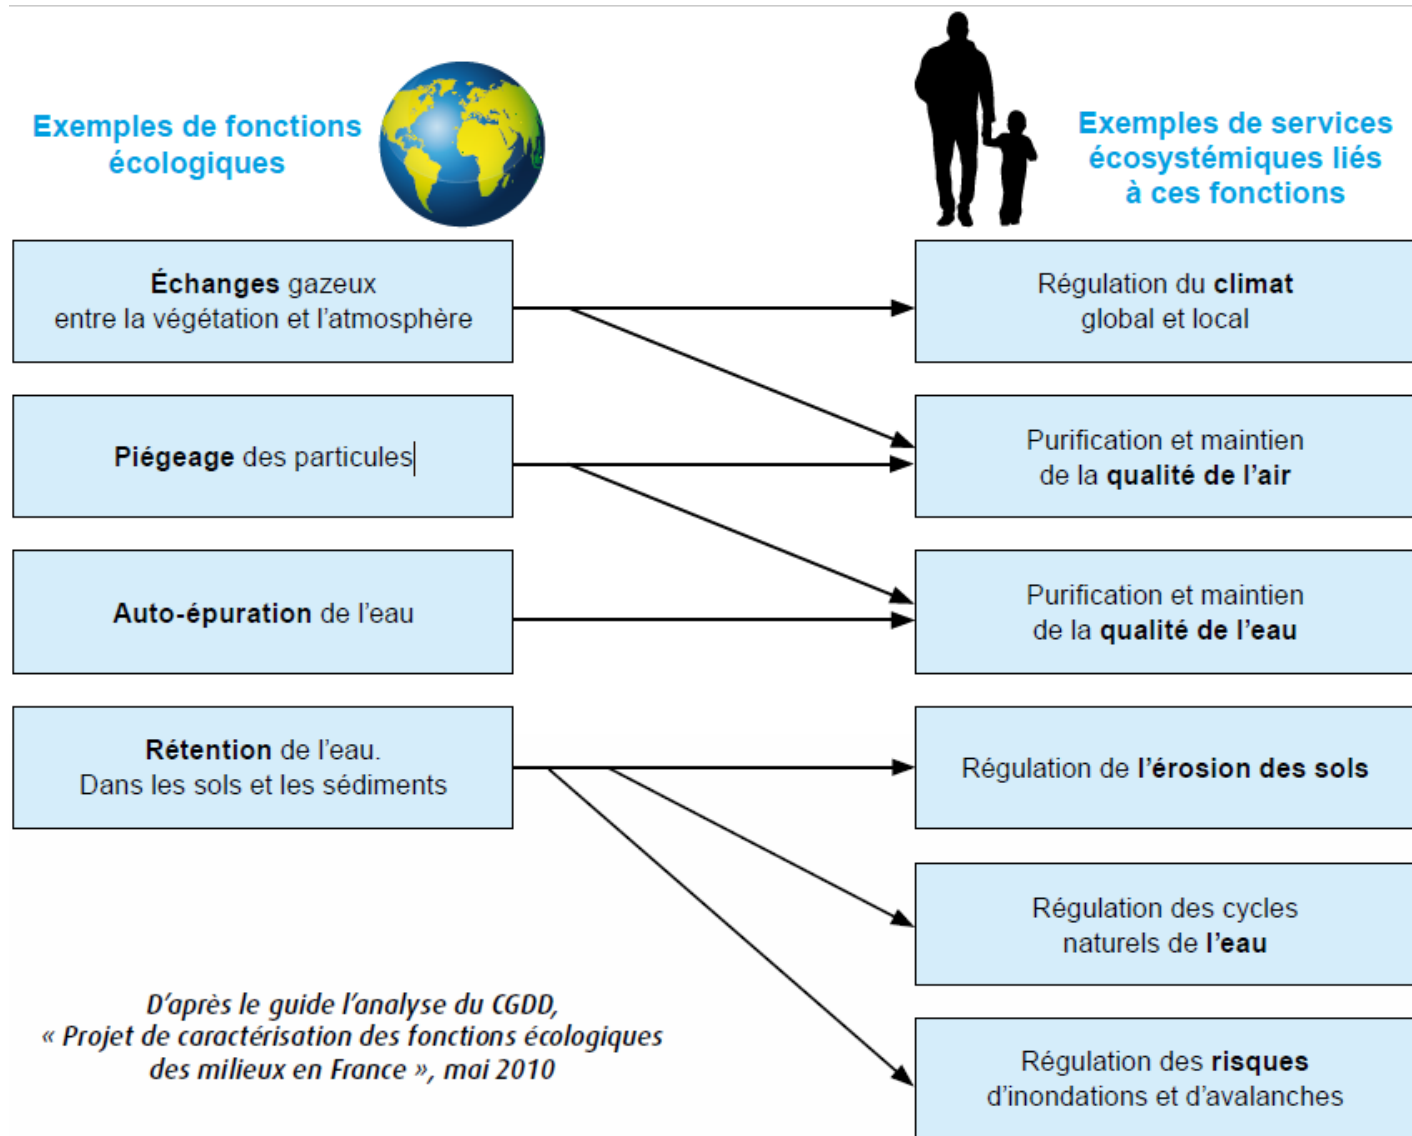 Exemples de fonctions
écologiques
Exemples de services
écosystémiques liés
à ces fonctions
Échanges gazeux
entre la végétation et l'atmosphère
Régulation du climat
global et local
Piégeage des particules
Purification et maintien
de la qualité de l'air
Auto-épuration de l'eau
Purification et maintien
de la qualité de l'eau
Rétention de l'eau.
Dans les sols et les sédiments
Régulation de l'érosion des sols
Régulation des cycles
naturels de l'eau
Régulation des risques
d'inondations et d'avalanches
D'après le guide l'analyse du CGDD,
« Projet de caractérisation des fonctions écologiques
des milieux en France », mai 2010